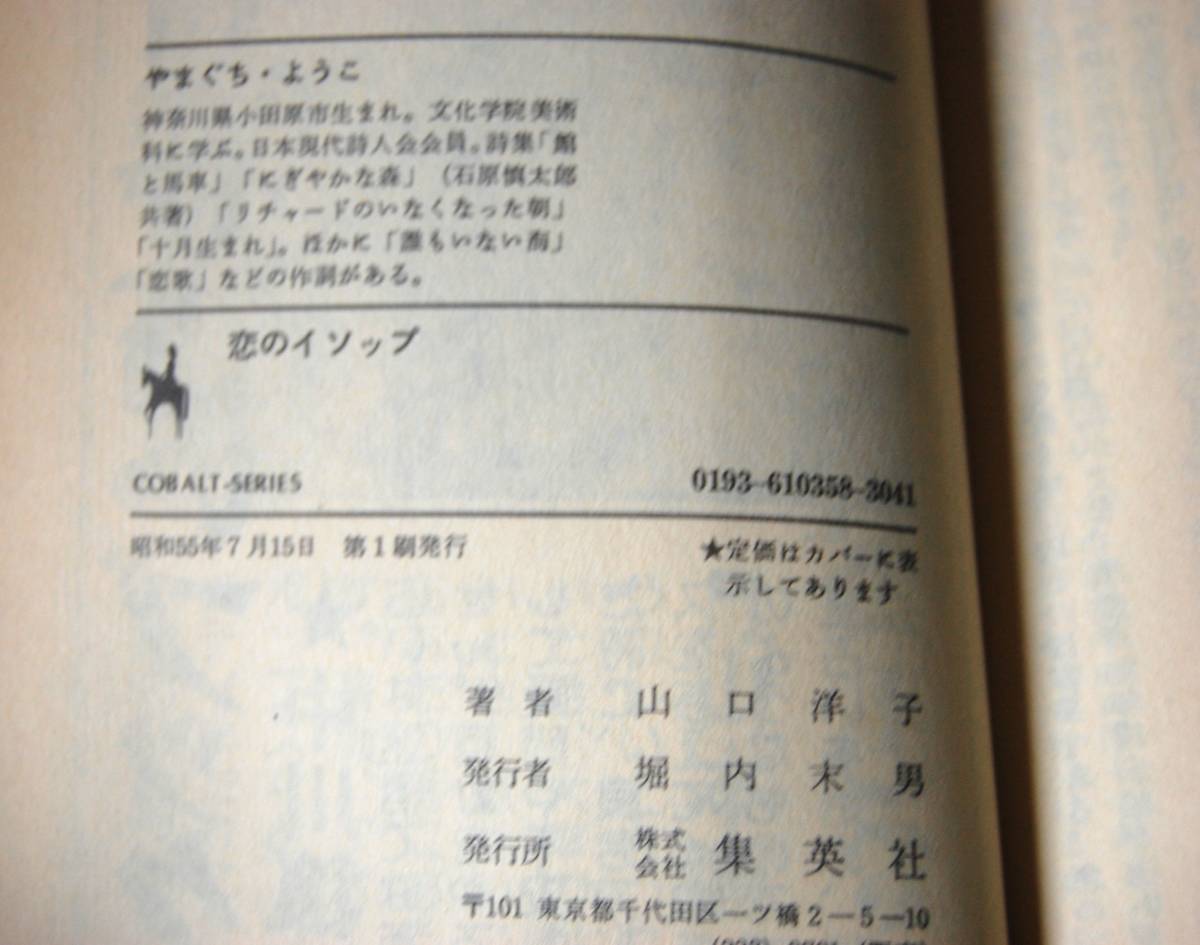 やまぐち・ようこ
神奈川県小田原市生まれ。文化学院美術
科に学ぶ。日本現代詩人会会員。詩集「館
と馬車」「にぎやかな森」(石原慎太郎
共著)「リチャードのいなくなった朝」
「十月生まれ」。ほかに「誰もいない海」
「恋歌」などの作詞がある。
恋のイソップ
COBALT-SERIES
0193-610358-3041
昭和55年7月15日 第1刷発行
★定価はカバーに表
示してあります
著者 山口洋子
発行者 堀内末男
発行所 株式会社 集英社
〒101 東京都千代田区一ツ橋2-5-10